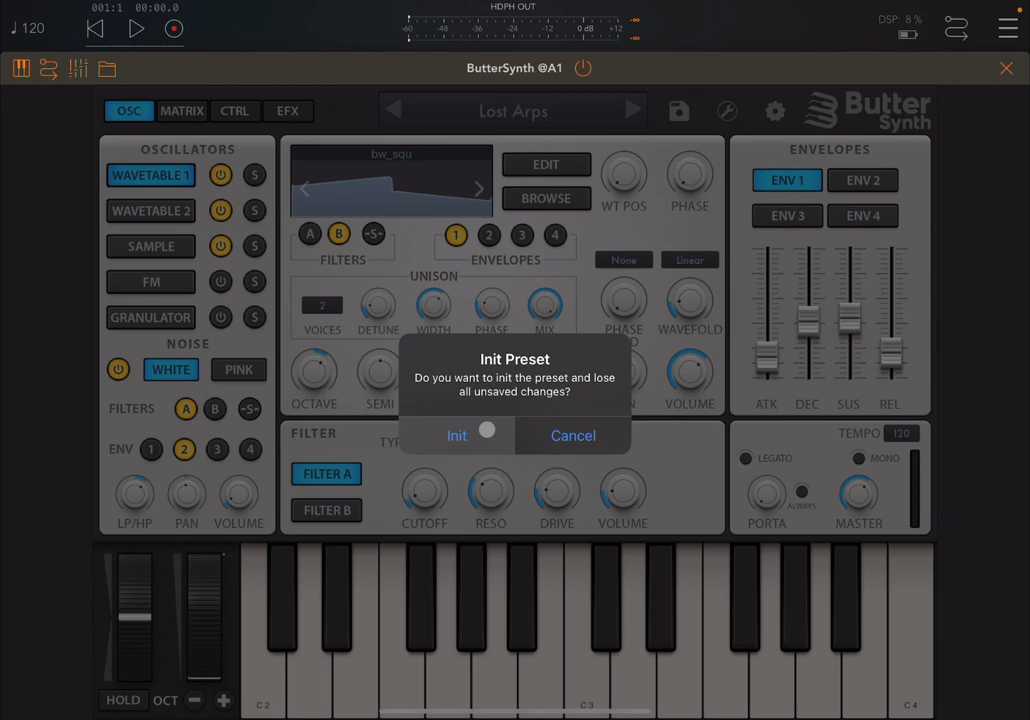 001:1 00:00.0
HDPH OUT
♩120
-60 -48 -36 -24 -12 0 dB +12
-∞
-∞
DSP: 8 %
ButterSynth @A1
OSC MATRIX CTRL EFX
Lost Arps
Butter
Synth
OSCILLATORS
WAVETABLE 1 S
WAVETABLE 2 S
SAMPLE S
FM S
GRANULATOR S
NOISE
WHITE PINK
FILTERS A B -S-
ENV 1 2 3 4
LP/HP PAN VOLUME
bw_squ
EDIT
BROWSE
WT POS PHASE
A B -S-
FILTERS
1 2 3 4
ENVELOPES
None Linear
UNISON
2
VOICES DETUNE WIDTH PHASE MIX
PHASE
WAVEFOLD
OCTAVE SEMI
VOLUME
Init Preset
Do you want to init the preset and lose
all unsaved changes?
Init Cancel
FILTER
FILTER A
FILTER B
CUTOFF RESO DRIVE VOLUME
ENVELOPES
ENV 1 ENV 2
ENV 3 ENV 4
ATK DEC SUS REL
TEMPO 120
LEGATO MONO
ALWAYS
PORTA MASTER
HOLD OCT
C2 C3 C4